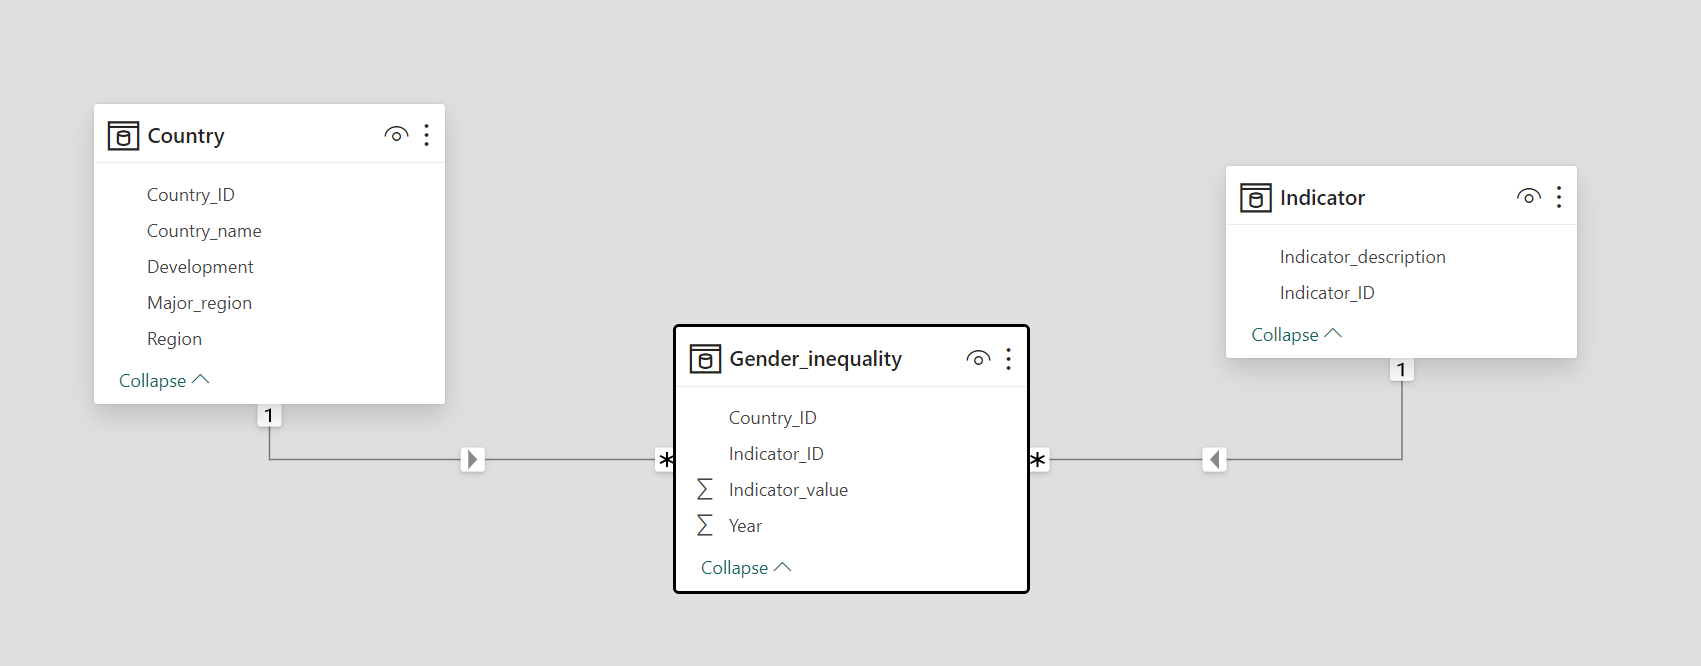 Country
Country_ID
Country_name
Development
Major_region
Region
Collapse
1
*
Gender_inequality
Country_ID
Indicator_ID
∑ Indicator_value
∑ Year
Collapse
*
Indicator
Indicator_description
Indicator_ID
Collapse
1